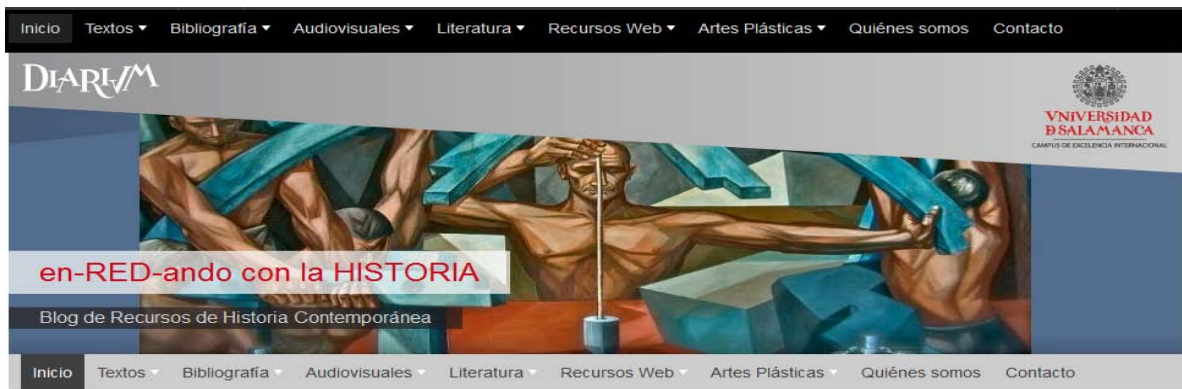 Inicio Textos Bibliografía Audiovisuales Literatura Recursos Web Artes Plásticas Quiénes somos Contacto
DIARIVM
VNiVERSiDAD
D SALAMANCA
CAMPUS DE EXCELENCIA INTERNACIONAL
en-RED-ando con la HISTORIA
Blog de Recursos de Historia Contemporánea
Inicio Textos Bibliografía Audiovisuales Literatura Recursos Web Artes Plásticas Quiénes somos Contacto